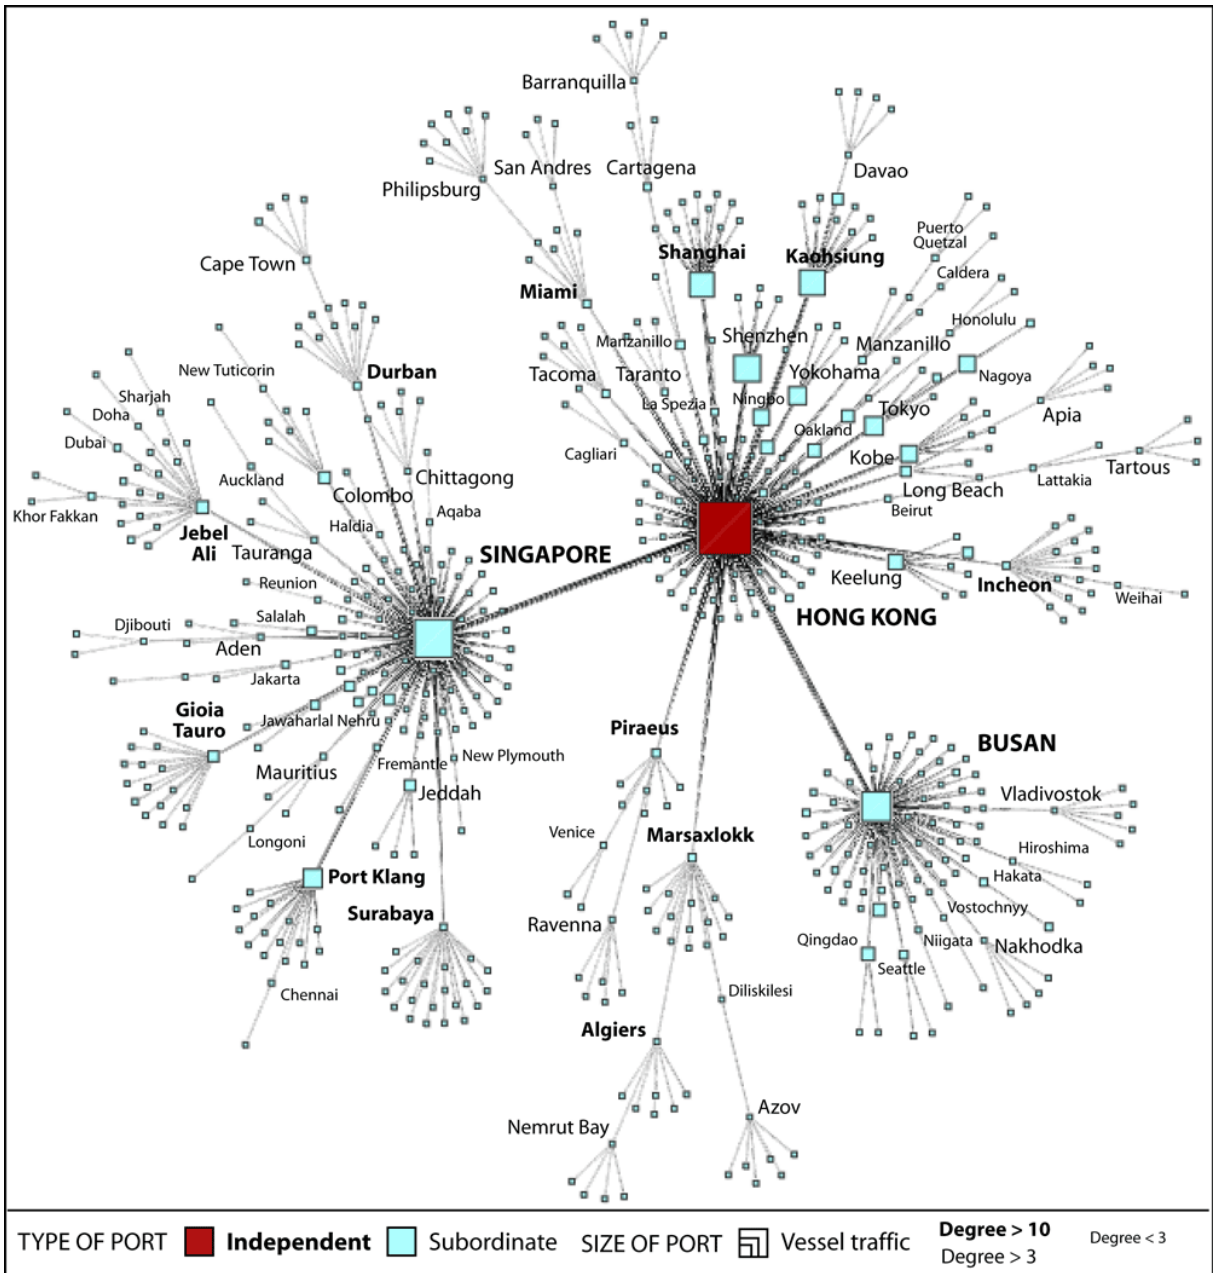 Barranquilla
San Andres
Cartagena
Philipsburg
Davao
Puerto
Quetzal
Shanghai
Kaohsiung
Cape Town
Caldera
Miami
Honolulu
Shenzhen
Manzanillo
Manzanillo
New Tuticorin
Durban
Tacoma
Taranto
Yokohama
Nagoya
Sharjah
La Spezia
Ningbo
Tokyo
Apia
Doha
Oakland
Dubai
Cagliari
Kobe
Tartous
Chittagong
Auckland
Colombo
Long Beach
Lattakia
Khor Fakkan
Haldia
Aqaba
Beirut
Jebel
Ali
Tauranga
SINGAPORE
Keelung
Incheon
Reunion
Weihai
Salalah
HONG KONG
Djibouti
Aden
Jakarta
Gioia
Tauro
Jawaharlal Nehru
Piraeus
BUSAN
Mauritius
Fremantle
New Plymouth
Jeddah
Vladivostok
Longoni
Venice
Marsaxlokk
Hiroshima
Port Klang
Hakata
Surabaya
Ravenna
Vostochnyy
Qingdao
Niigata
Nakhodka
Seattle
Chennai
Diliskilesi
Algiers
Azov
Nemrut Bay
TYPE OF PORT Independent Subordinate SIZE OF PORT Vessel traffic Degree > 10 Degree < 3
Degree > 3